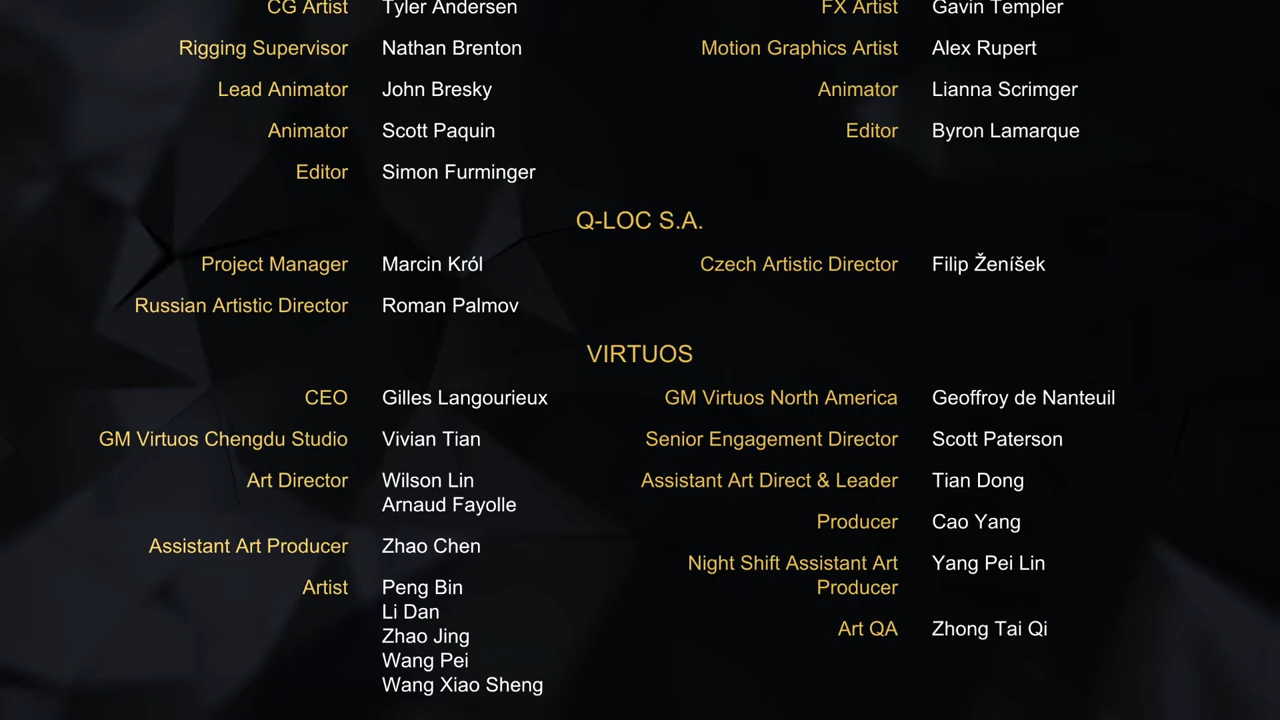 CG Artist Tyler Andersen FX Artist Gavin Templer
Rigging Supervisor Nathan Brenton Motion Graphics Artist Alex Rupert
Lead Animator John Bresky Animator Lianna Scrimger
Animator Scott Paquin Editor Byron Lamarque
Editor Simon Furminger
Q-LOC S.A.
Project Manager Marcin Król Czech Artistic Director Filip Ženíšek
Russian Artistic Director Roman Palmov
VIRTUOS
CEO Gilles Langourieux GM Virtuos North America Geoffroy de Nanteuil
GM Virtuos Chengdu Studio Vivian Tian Senior Engagement Director Scott Paterson
Art Director Wilson Lin Assistant Art Direct & Leader Tian Dong
Arnaud Fayolle
Producer Cao Yang
Assistant Art Producer Zhao Chen
Night Shift Assistant Art Yang Pei Lin
Artist Peng Bin Producer
Li Dan
Art QA Zhong Tai Qi
Zhao Jing
Wang Pei
Wang Xiao Sheng